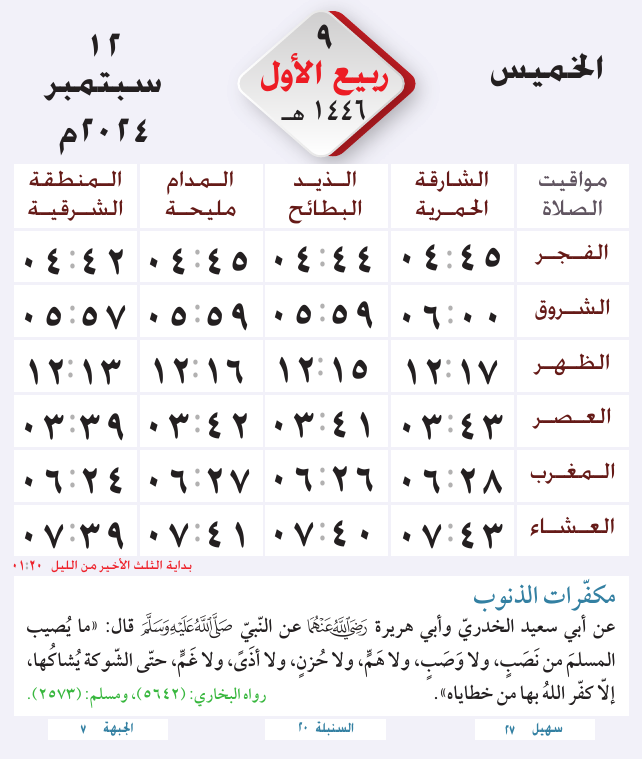 الخميس
٩
ربيع الأول
١٤٤٦ هـ
١٢
سبتمبر
٢٠٢٤م
مواقيت الصلاة | الشارقة الحمرية | الذيد البطائح | المدام مليحة | المنطقة الشرقية
الفجر | ٠٤:٤٥ | ٠٤:٤٤ | ٠٤:٤٥ | ٠٤:٤٢
الشروق | ٠٦:٠٠ | ٠٥:٥٩ | ٠٥:٥٩ | ٠٥:٥٧
الظهر | ١٢:١٧ | ١٢:١٥ | ١٢:١٦ | ١٢:١٣
العصر | ٠٣:٤٣ | ٠٣:٤١ | ٠٣:٤٢ | ٠٣:٣٩
المغرب | ٠٦:٢٨ | ٠٦:٢٦ | ٠٦:٢٧ | ٠٦:٢٤
العشاء | ٠٧:٤٣ | ٠٧:٤٠ | ٠٧:٤١ | ٠٧:٣٩
بداية الثلث الأخير من الليل ٠١:٢٠
مكفّرات الذنوب
عن أبي سعيد الخدريّ وأبي هريرة رَضِيَ اللَّهُ عَنْهُمَا عن النبيّ صَلَّى اللَّهُ عَلَيْهِ وَسَلَّمَ قال: «ما يُصيب
المسلمَ من نَصَبٍ، ولا وَصَبٍ، ولا هَمٍّ، ولا حُزنٍ، ولا أذَىً، ولا غَمٍّ، حتّى الشّوكة يُشاكُها،
إلّا كفّر اللهُ بها من خطاياه». رواه البخاري: (٥٦٤٢)، ومسلم: (٢٥٧٣).
سهيل ٢٧
السنبلة ٢٠
الجبهة ٧